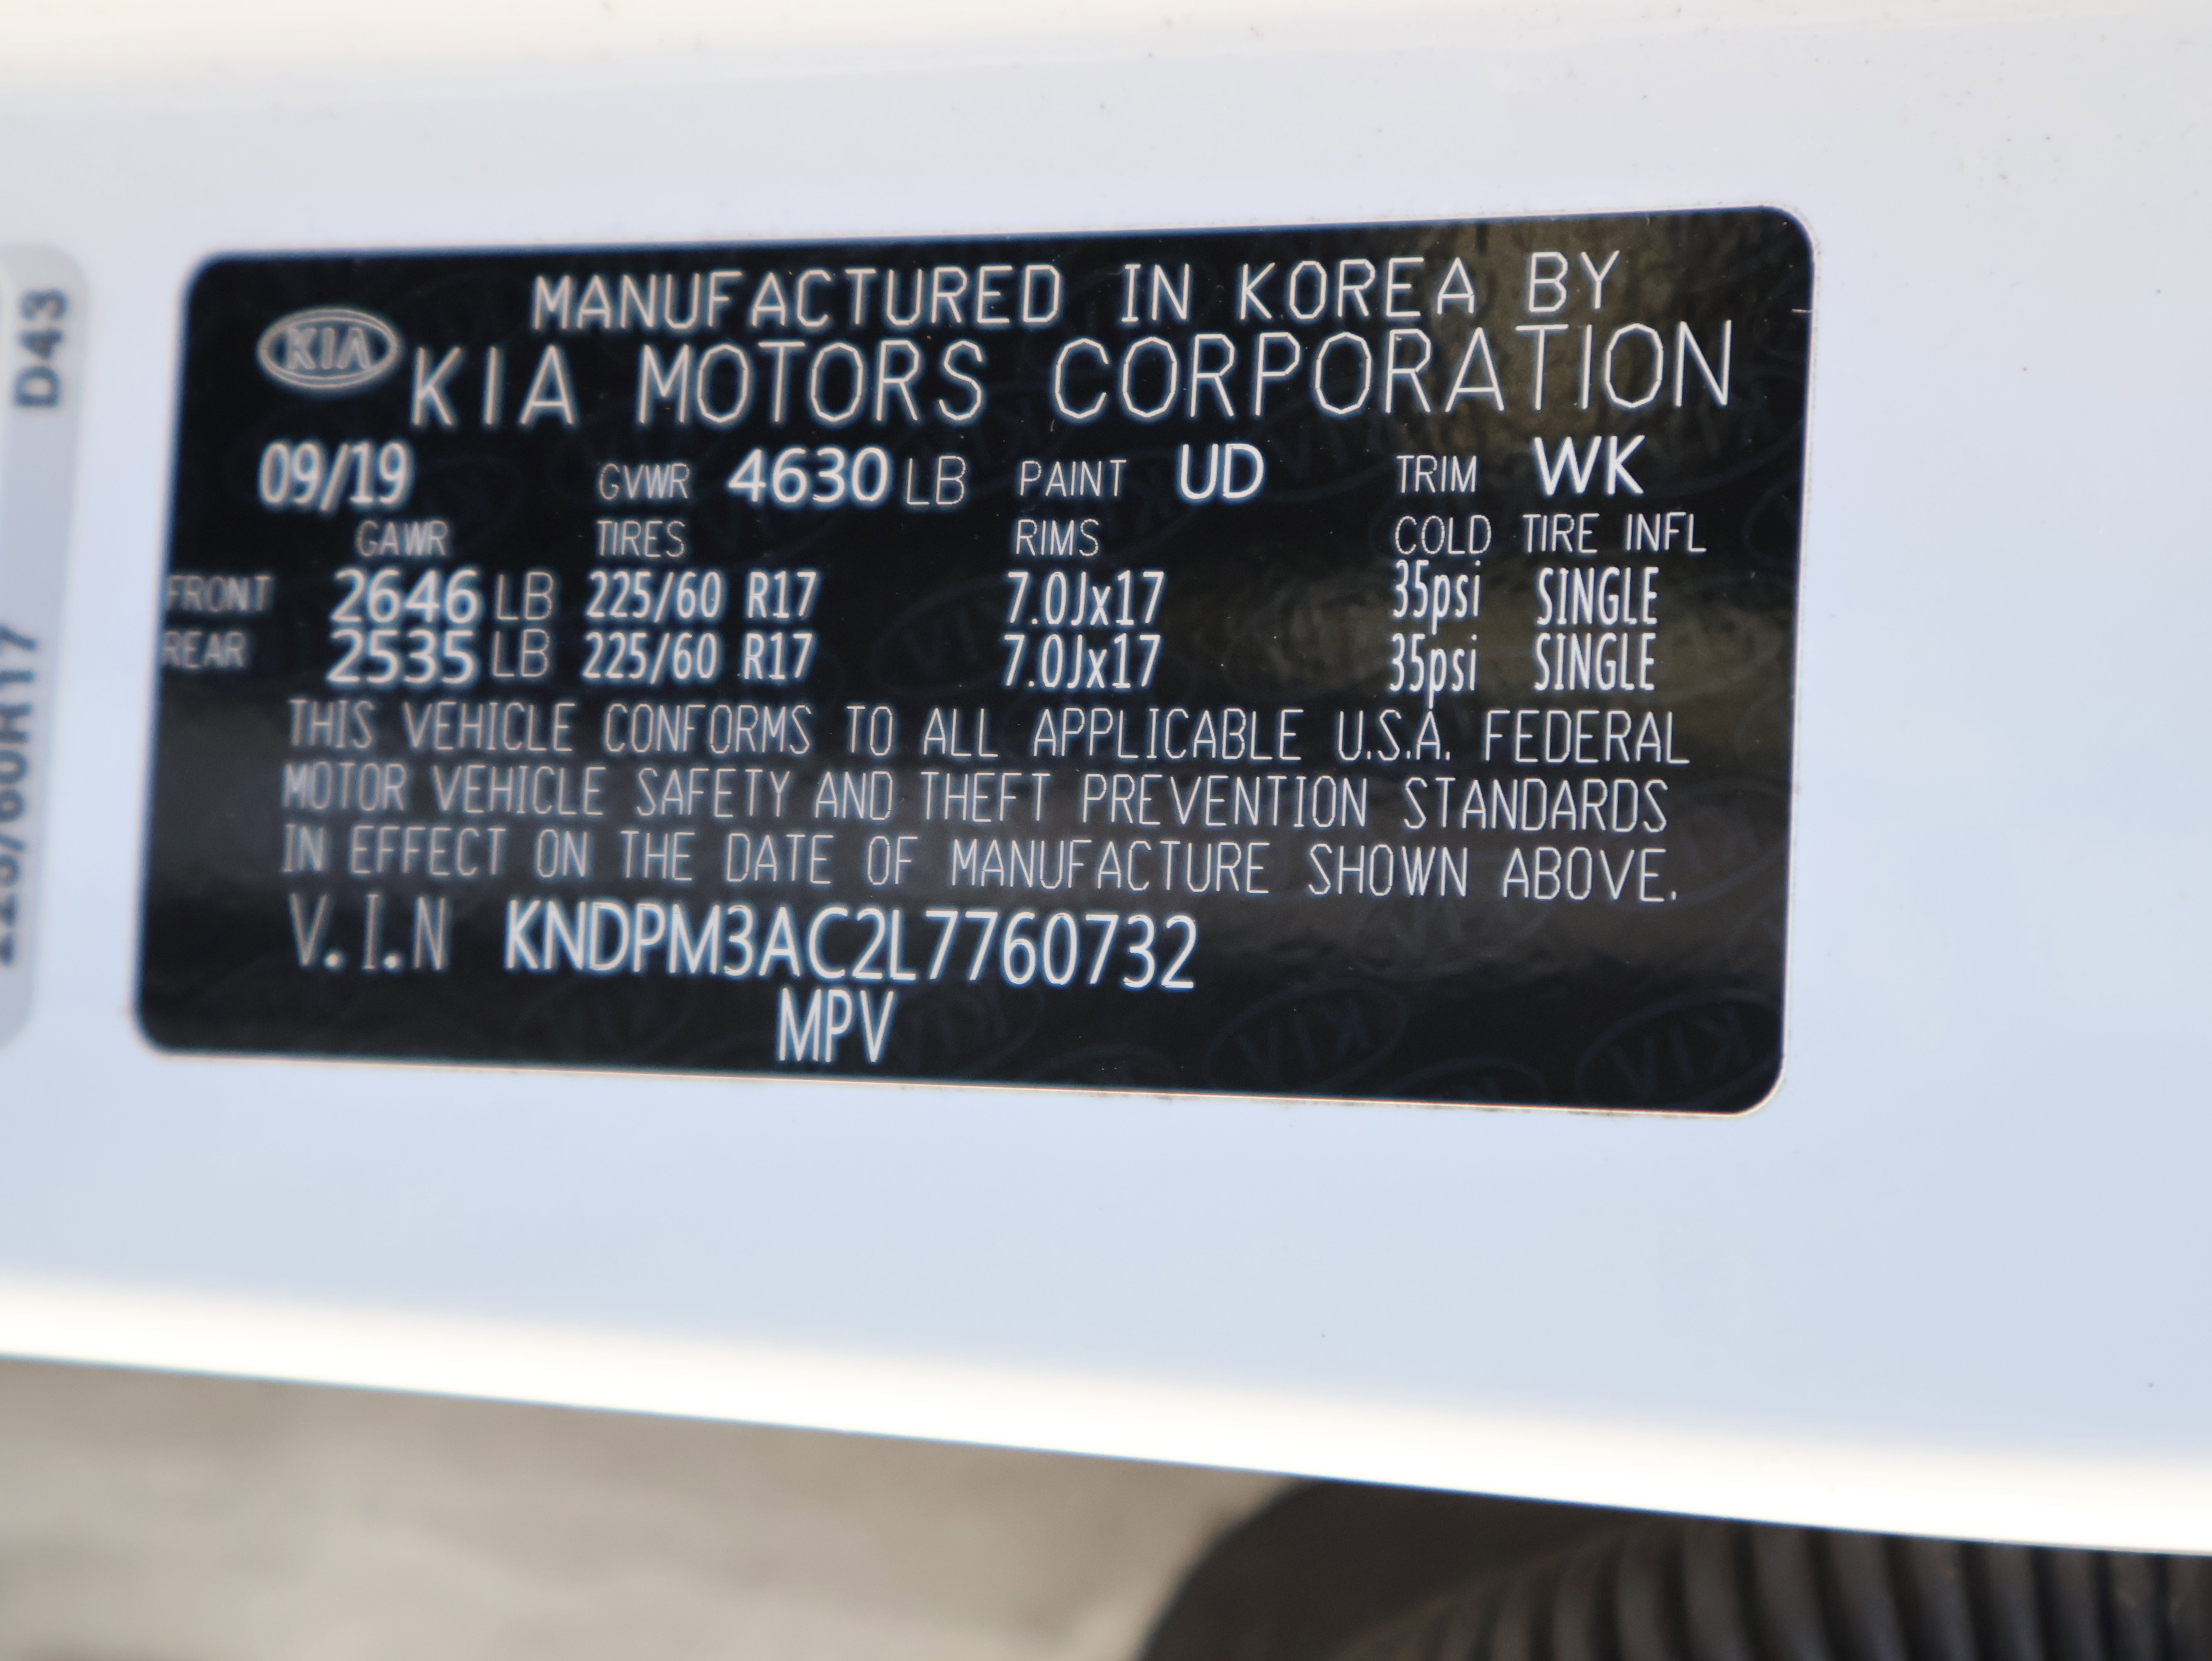 MANUFACTURED IN KOREA BY
KIA KIA MOTORS CORPORATION
09/19 GVWR 4630 LB PAINT UD TRIM WK
GAWR TIRES RIMS COLD TIRE INFL
FRONT 2646 LB 225/60 R17 7.0Jx17 35psi SINGLE
REAR 2535 LB 225/60 R17 7.0Jx17 35psi SINGLE
THIS VEHICLE CONFORMS TO ALL APPLICABLE U.S.A. FEDERAL
MOTOR VEHICLE SAFETY AND THEFT PREVENTION STANDARDS
IN EFFECT ON THE DATE OF MANUFACTURE SHOWN ABOVE.
V.I.N KNDPM3AC2L7760732
MPV
D43
225/60R17